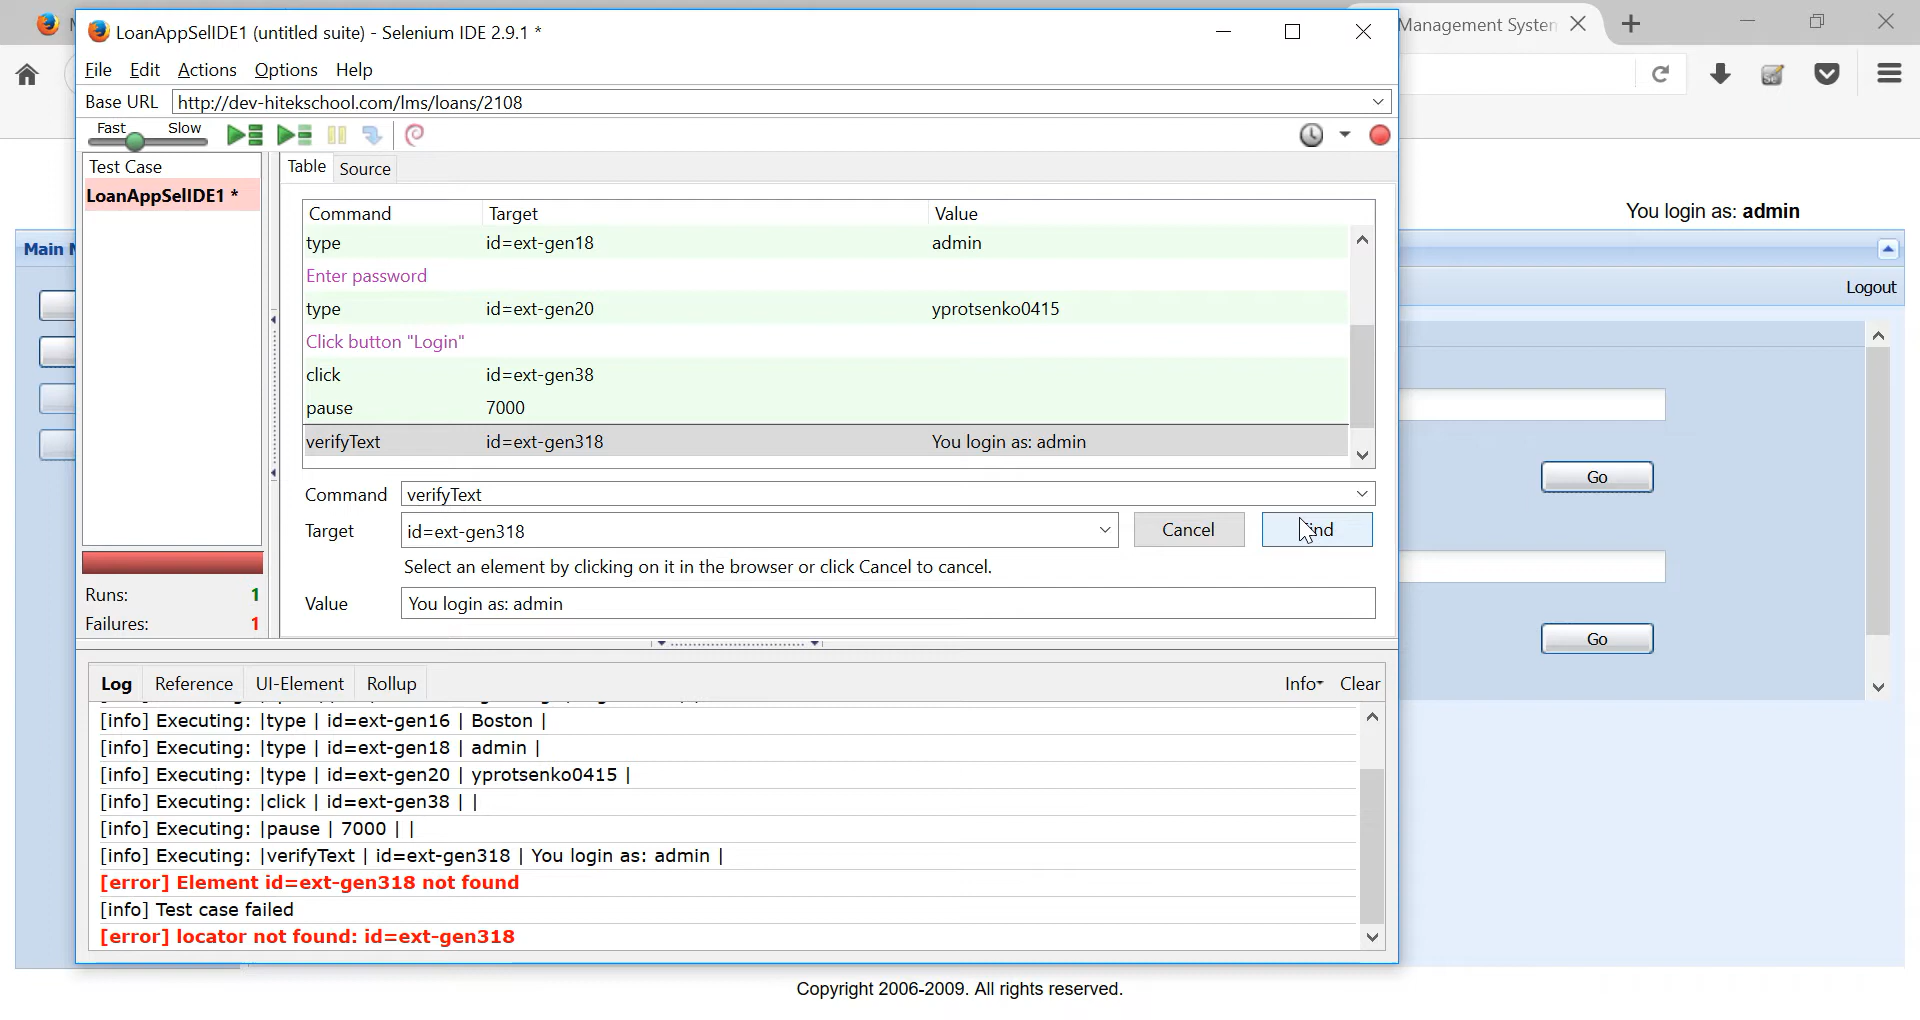 LoanAppSelIDE1 (untitled suite) - Selenium IDE 2.9.1 *
Management System
File Edit Actions Options Help
Base URL http://dev-hitekschool.com/lms/loans/2108
Fast Slow
Test Case
Table Source
LoanAppSelIDE1 *
Command Target Value
You login as: admin
type id=ext-gen18 admin
Main
Enter password
Logout
type id=ext-gen20 yprotsenko0415
Click button "Login"
click id=ext-gen38
pause 7000
verifyText id=ext-gen318 You login as: admin
Go
Command verifyText
Target id=ext-gen318 Cancel
Select an element by clicking on it in the browser or click Cancel to cancel.
Runs: 1
Value You login as: admin
Failures: 1
Go
Log Reference UI-Element Rollup Info Clear
[info] Executing: |type | id=ext-gen16 | Boston |
[info] Executing: |type | id=ext-gen18 | admin |
[info] Executing: |type | id=ext-gen20 | yprotsenko0415 |
[info] Executing: |click | id=ext-gen38 | |
[info] Executing: |pause | 7000 | |
[info] Executing: |verifyText | id=ext-gen318 | You login as: admin |
[error] Element id=ext-gen318 not found
[info] Test case failed
[error] locator not found: id=ext-gen318
Copyright 2006-2009. All rights reserved.